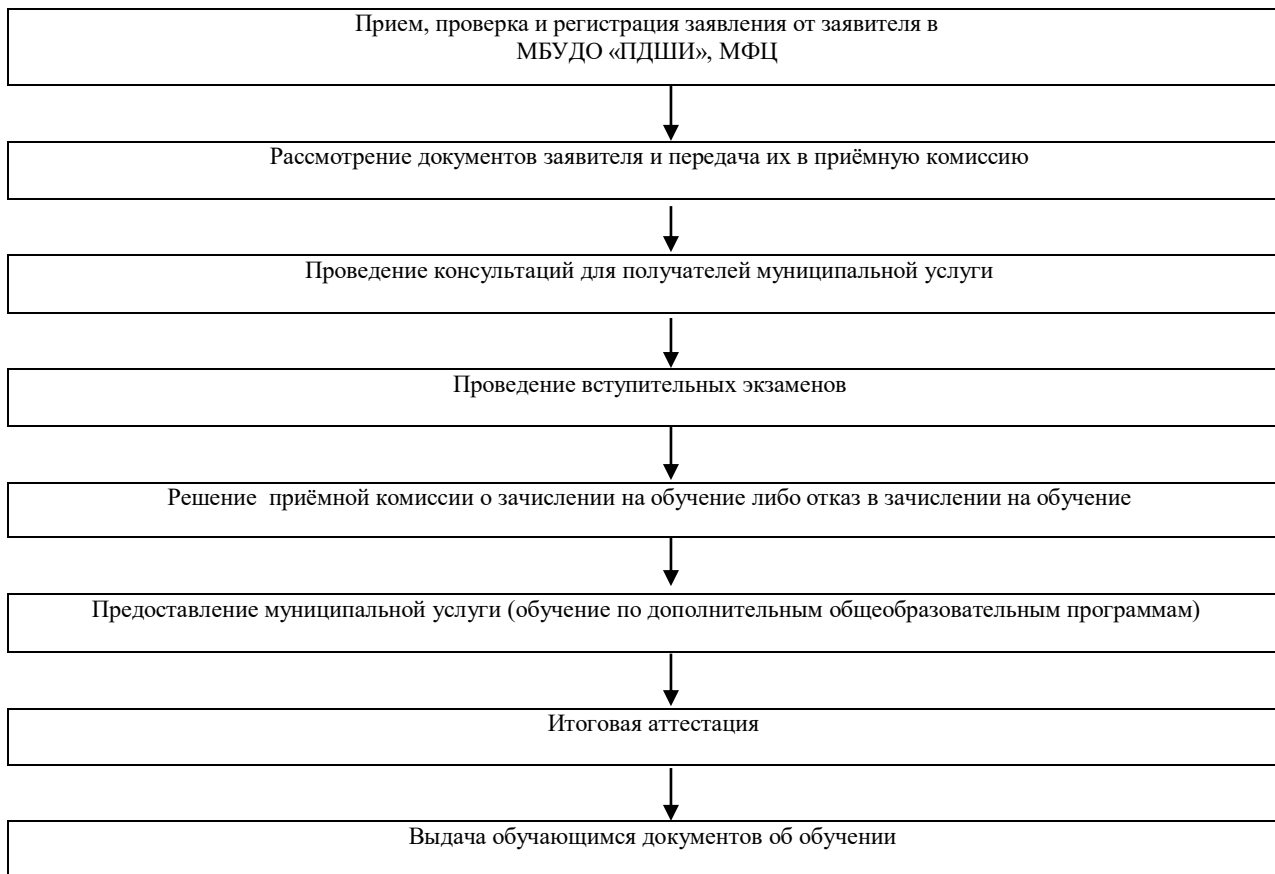 Прием, проверка и регистрация заявления от заявителя в
МБУДО «ПДШИ», МФЦ
Рассмотрение документов заявителя и передача их в приёмную комиссию
Проведение консультаций для получателей муниципальной услуги
Проведение вступительных экзаменов
Решение приёмной комиссии о зачислении на обучение либо отказ в зачислении на обучение
Предоставление муниципальной услуги (обучение по дополнительным общеобразовательным программам)
Итоговая аттестация
Выдача обучающимся документов об обучении